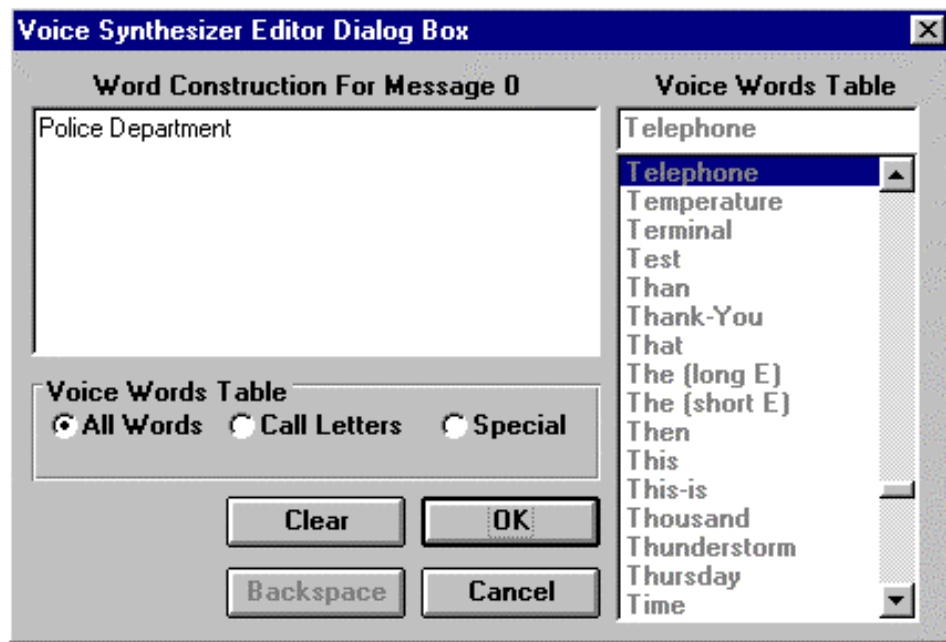 Voice Synthesizer Editor Dialog Box
Word Construction For Message 0
Police Department
Voice Words Table
All Words Call Letters Special
Clear OK
Backspace Cancel
Voice Words Table
Telephone
Telephone
Temperature
Terminal
Test
Than
Thank-You
That
The (long E)
The (short E)
Then
This
This-is
Thousand
Thunderstorm
Thursday
Time